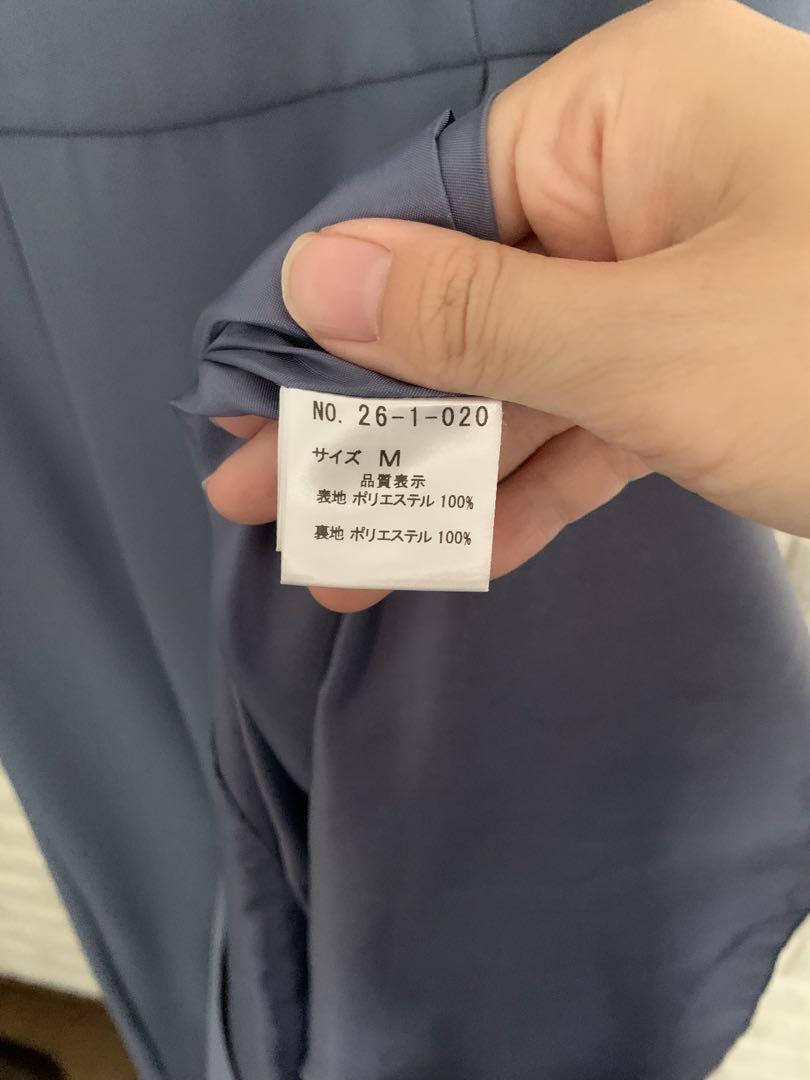 NO. 26-1-020
サイズ M
品質表示
表地 ポリエステル 100%
裏地 ポリエステル 100%